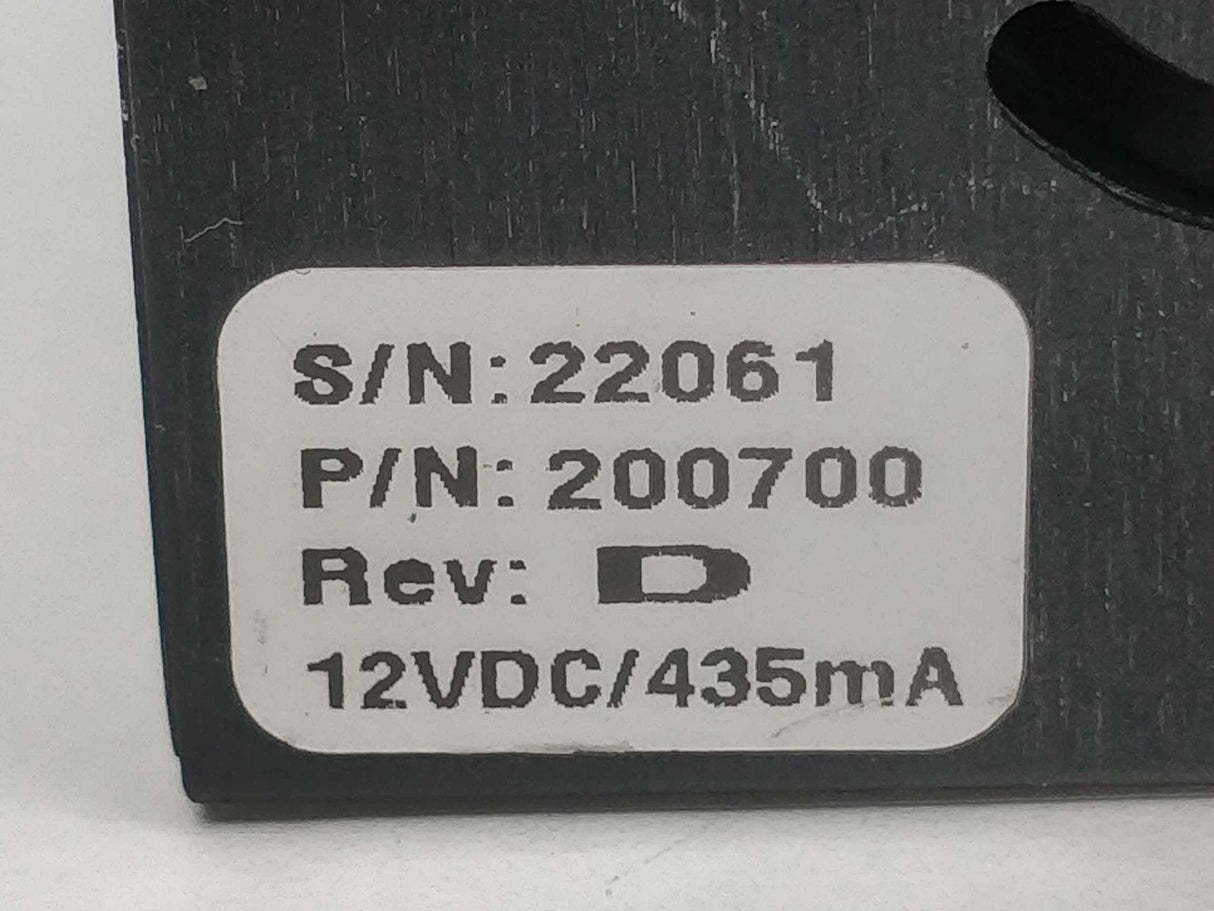 S/N: 22061
P/N: 200700
Rev: D
12VDC/435mA